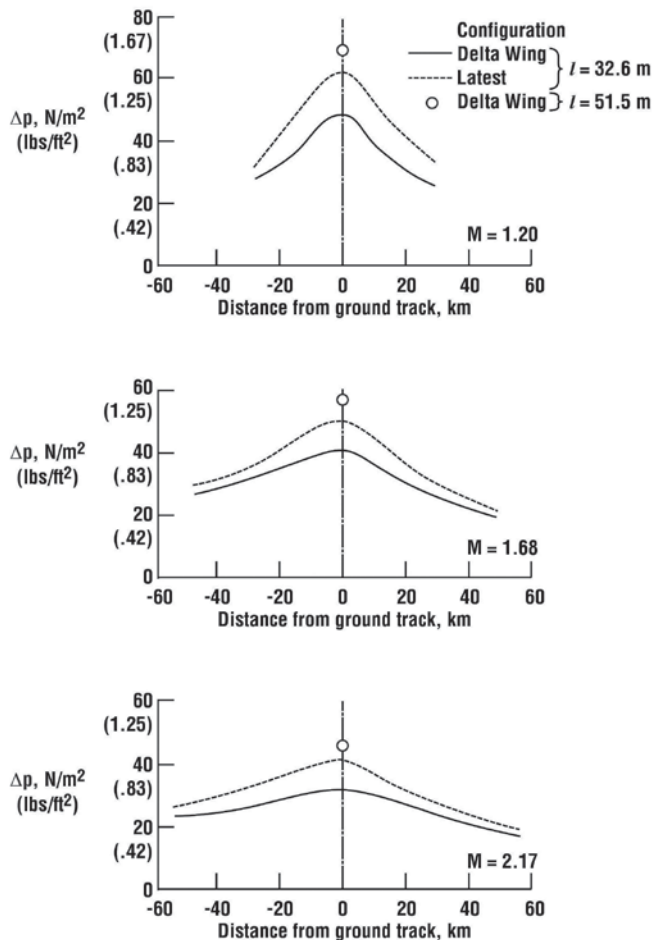 Configuration
Delta Wing
Latest
l = 32.6 m
Delta Wing
l = 51.5 m
80
(1.67)
60
(1.25)
Δp, N/m²
(lbs/ft²)
40
(.83)
20
(.42)
0
M = 1.20
-60 -40 -20 0 20 40 60
Distance from ground track, km
60
(1.25)
Δp, N/m²
(lbs/ft²)
40
(.83)
20
(.42)
0
M = 1.68
-60 -40 -20 0 20 40 60
Distance from ground track, km
60
(1.25)
Δp, N/m²
(lbs/ft²)
40
(.83)
20
(.42)
0
M = 2.17
-60 -40 -20 0 20 40 60
Distance from ground track, km